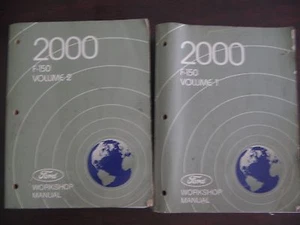 2000
F-150
VOLUME-2
Ford
WORKSHOP
MANUAL
2000
F-150
VOLUME-1
Ford
WORKSHOP
MANUAL